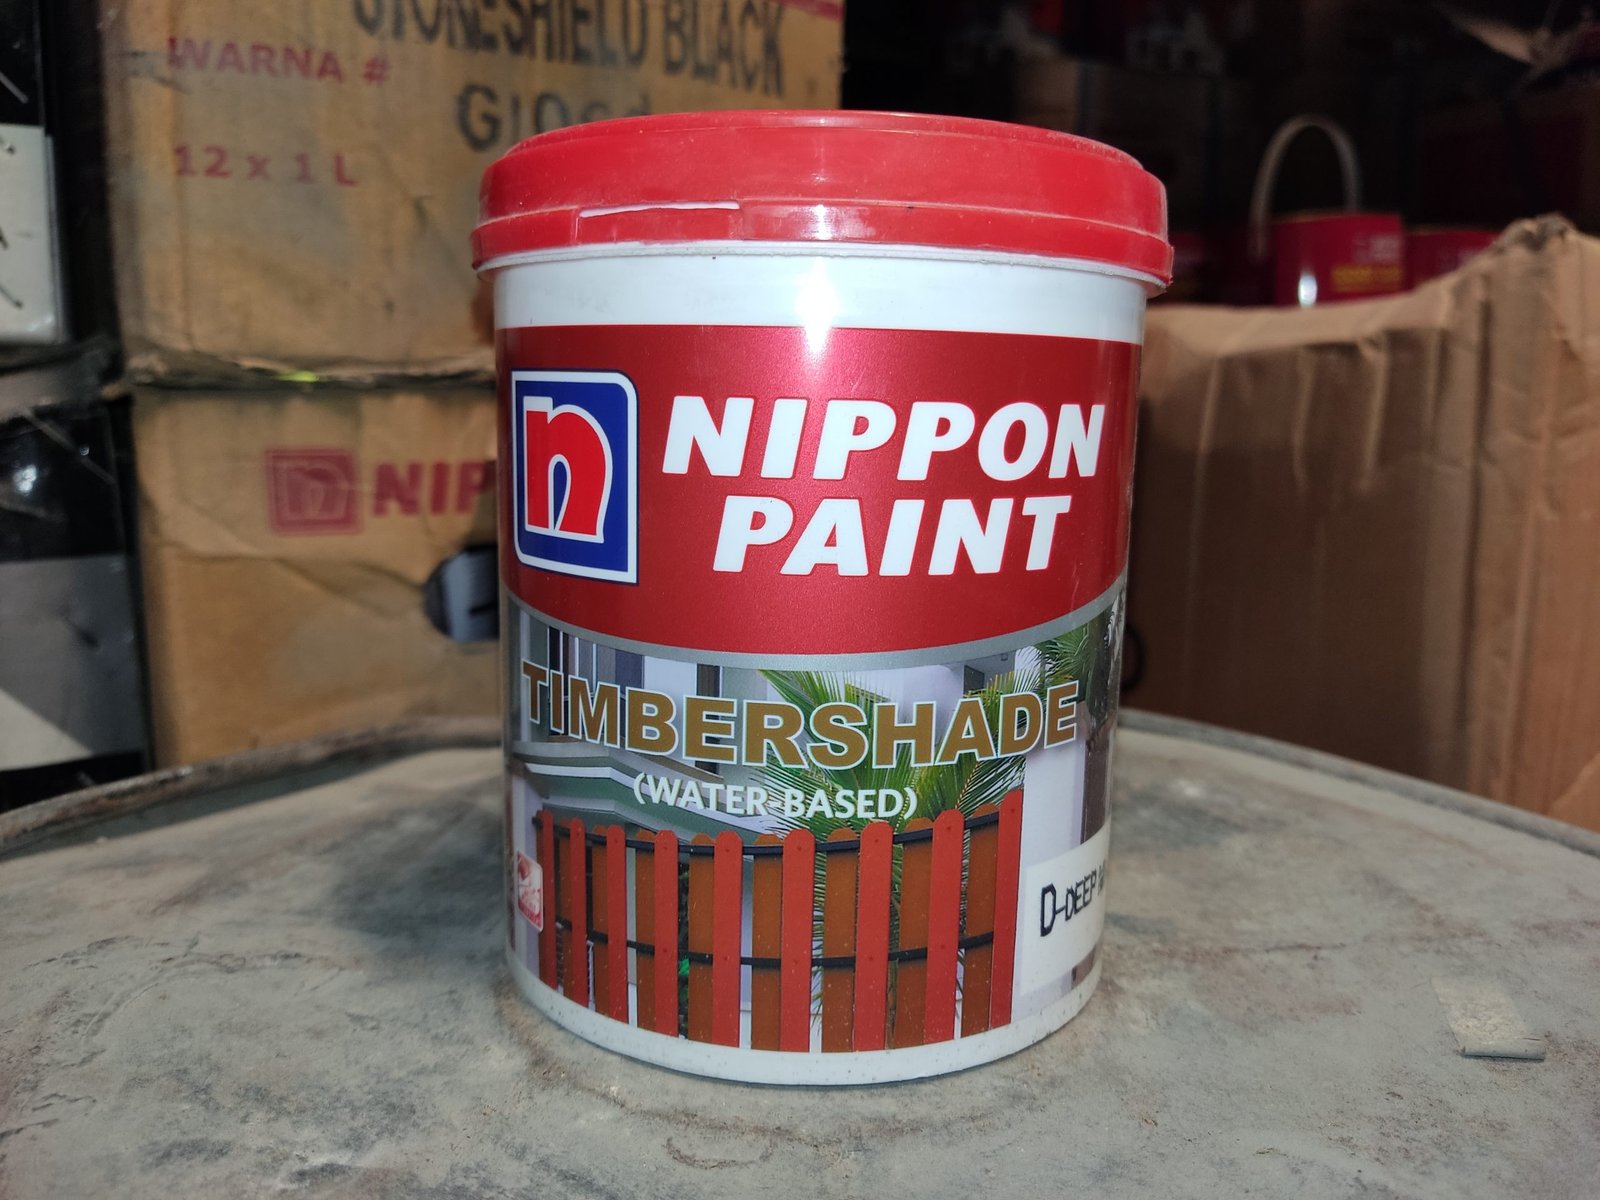 STONESHIELD BLACK
WARNA #
12 x 1 L
NIP
n
NIPPON
PAINT
TIMBERSHADE
(WATER-BASED)
D-DEEP